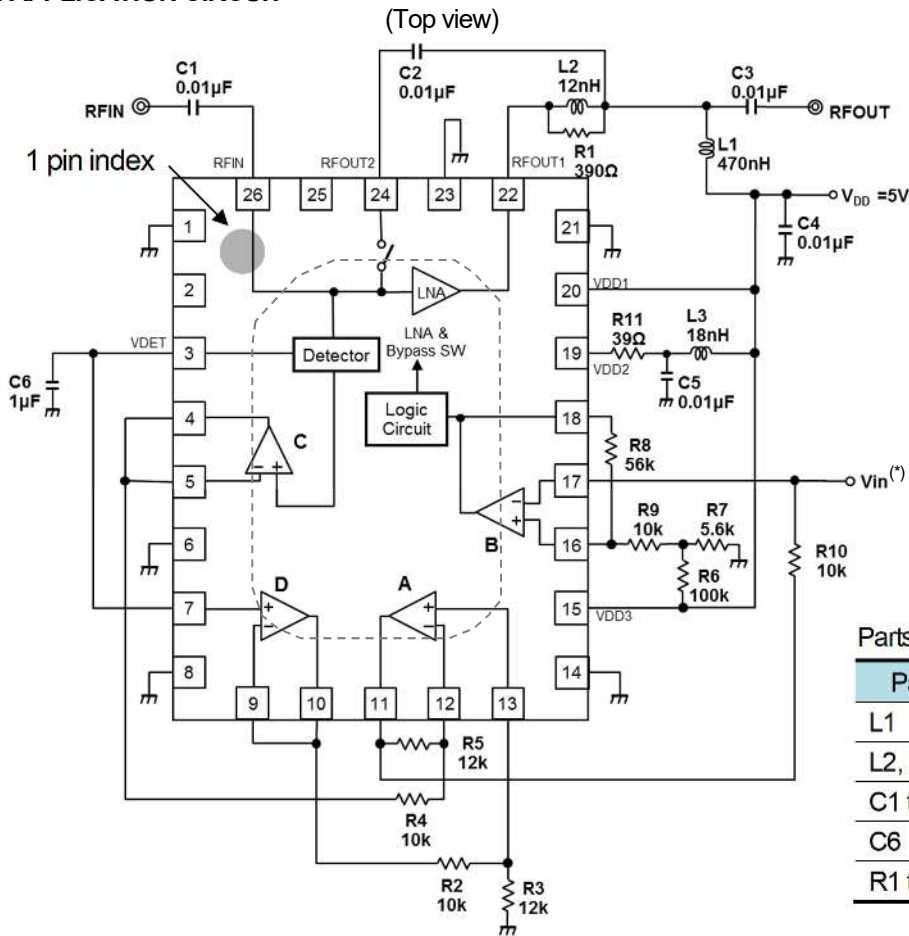 (Top view)
C1
0.01µF
RFIN
C2
0.01µF
L2
12nH
R1
390Ω
C3
0.01µF
RFOUT
L1
470nH
VDD =5V
C4
0.01µF
1 pin index
RFIN
RFOUT2
RFOUT1
26
25
24
23
22
1
2
3
4
5
6
7
8
9
10
11
12
13
14
15
16
17
18
19
20
21
VDD1
VDD2
VDD3
VDET
C6
1µF
LNA
LNA &
Bypass SW
Detector
Logic
Circuit
C
- +
B
-
+
D
+
-
A
+
-
R11
39Ω
L3
18nH
C5
0.01µF
R8
56k
Vin(*)
R9
10k
R7
5.6k
R6
100k
R10
10k
R5
12k
R4
10k
R2
10k
R3
12k
Parts
L1
L2,
C1
C6
R1